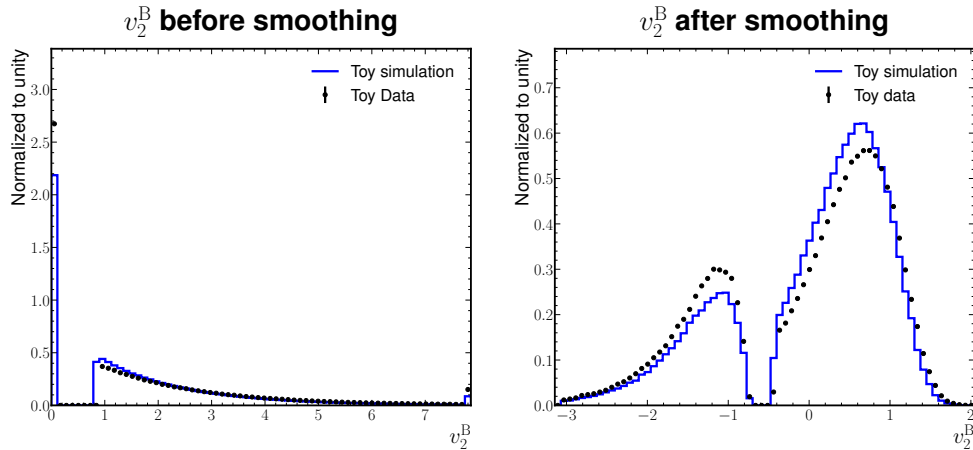 v₂ᴮ before smoothing
Normalized to unity
3.0
2.5
2.0
1.5
1.0
0.5
0.0
Toy simulation
Toy Data
0 1 2 3 4 5 6 7
v₂ᴮ
v₂ᴮ after smoothing
Normalized to unity
0.7
0.6
0.5
0.4
0.3
0.2
0.1
0.0
Toy simulation
Toy data
−3 −2 −1 0 1 2
v₂ᴮ